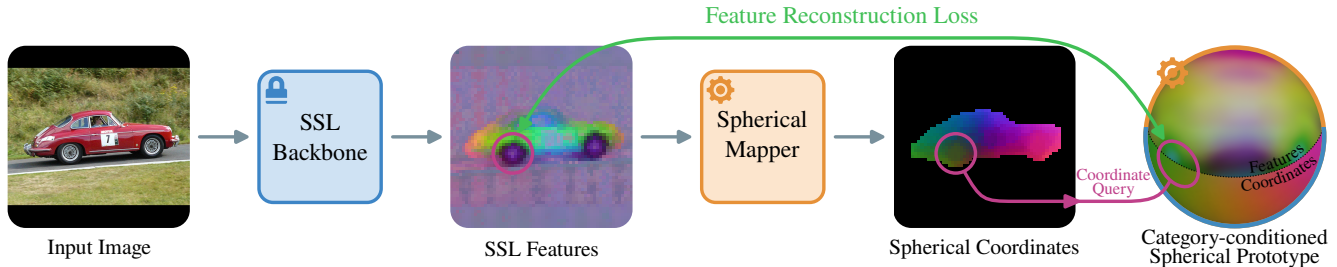 Feature Reconstruction Loss
7
SSL
Backbone
Spherical
Mapper
Features
Coordinates
Coordinate
Query
Input Image
SSL Features
Spherical Coordinates
Category-conditioned
Spherical Prototype